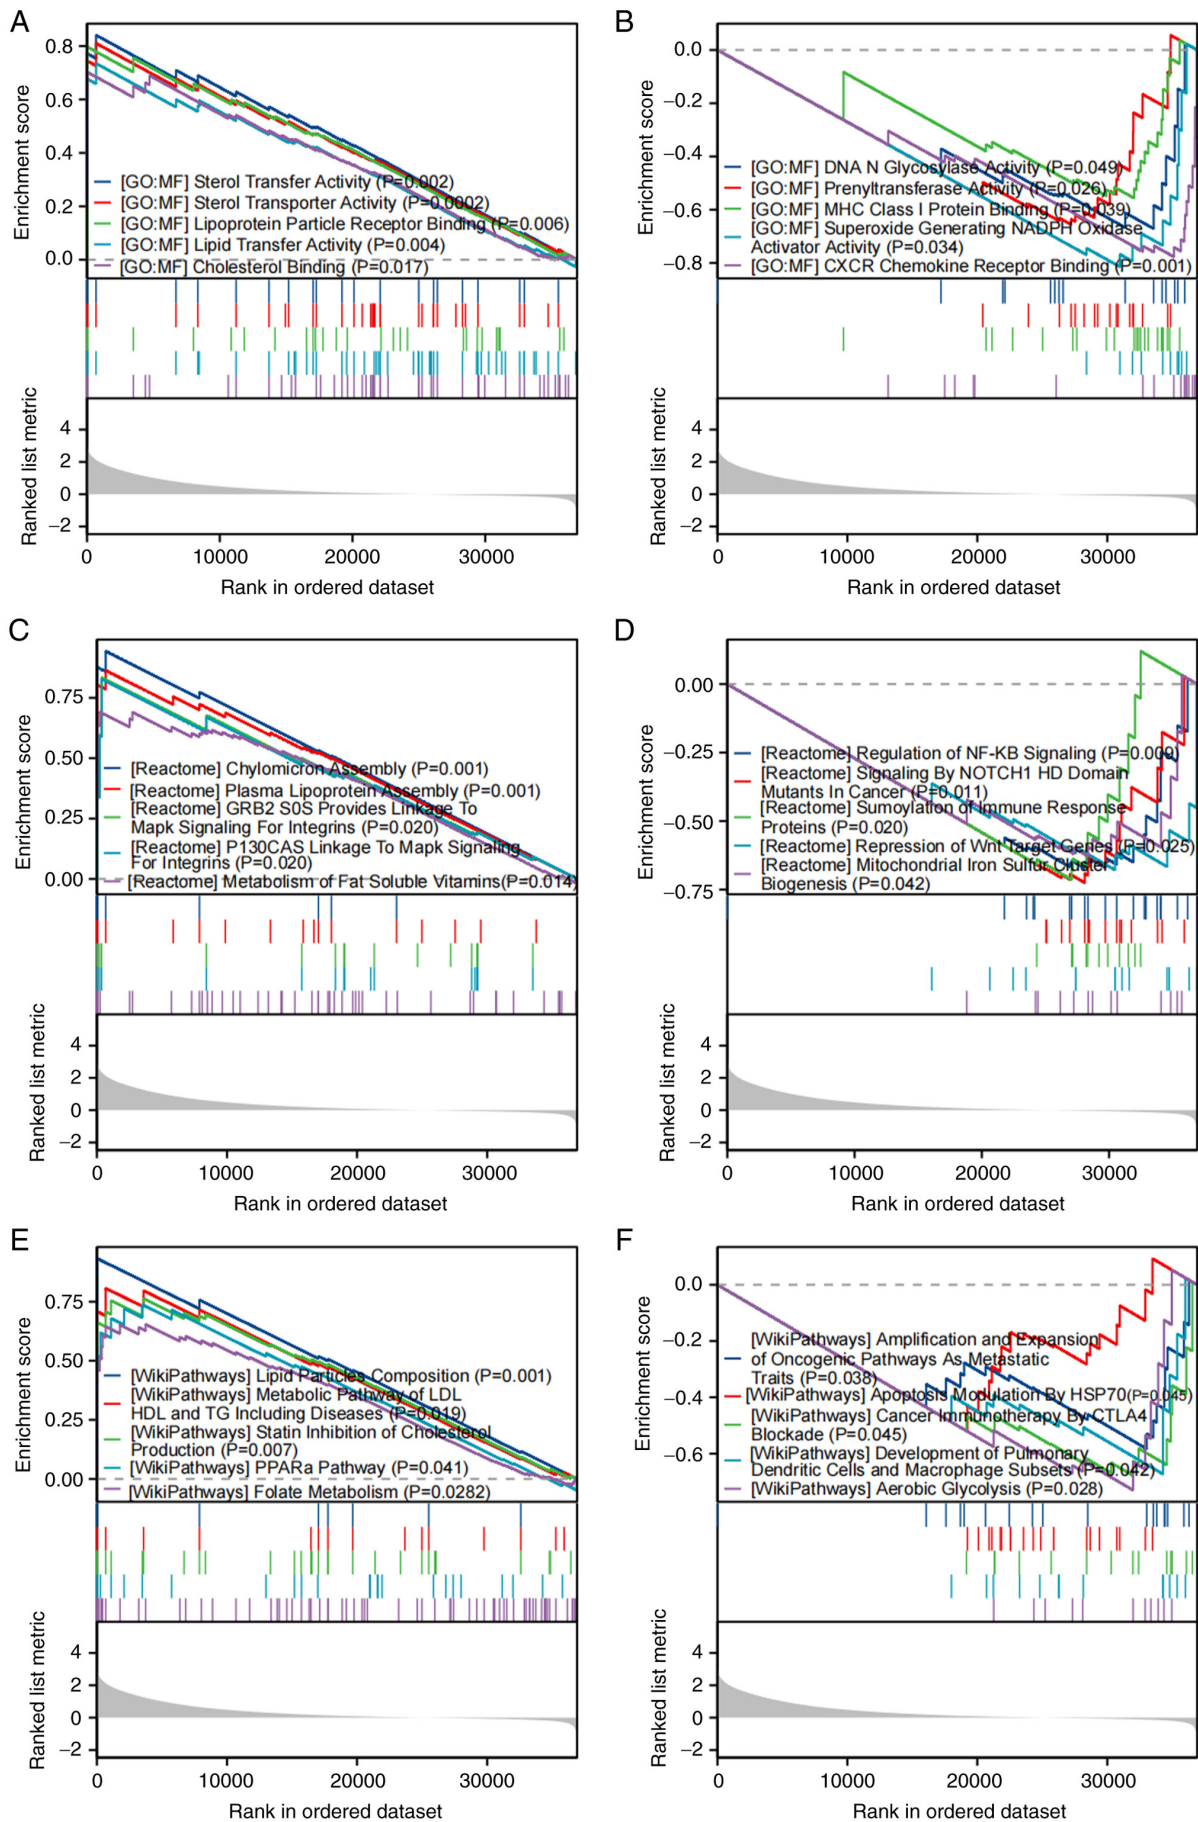 A
Enrichment score
0.8
0.6
0.4
0.2
0.0
[GO:MF] Sterol Transfer Activity (P=0.002)
[GO:MF] Sterol Transporter Activity (P=0.0002)
[GO:MF] Lipoprotein Particle Receptor Binding (P=0.006)
[GO:MF] Lipid Transfer Activity (P=0.004)
[GO:MF] Cholesterol Binding (P=0.017)
Ranked list metric
4
2
0
−2
0 10000 20000 30000
Rank in ordered dataset
B
Enrichment score
0.0
−0.2
−0.4
−0.6
−0.8
[GO:MF] DNA N Glycosylase Activity (P=0.049)
[GO:MF] Prenyltransferase Activity (P=0.026)
[GO:MF] MHC Class I Protein Binding (P=0.039)
[GO:MF] Superoxide Generating NADPH Oxidase
Activator Activity (P=0.034)
[GO:MF] CXCR Chemokine Receptor Binding (P=0.001)
Ranked list metric
4
2
0
−2
0 10000 20000 30000
Rank in ordered dataset
C
Enrichment score
0.75
0.50
0.25
0.00
[Reactome] Chylomicron Assembly (P=0.001)
[Reactome] Plasma Lipoprotein Assembly (P=0.001)
[Reactome] GRB2 S0S Provides Linkage To
Mapk Signaling For Integrins (P=0.020)
[Reactome] P130CAS Linkage To Mapk Signaling
For Integrins (P=0.020)
[Reactome] Metabolism of Fat Soluble Vitamins(P=0.014)
Ranked list metric
4
2
0
−2
0 10000 20000 30000
Rank in ordered dataset
D
Enrichment score
0.00
−0.25
−0.50
−0.75
[Reactome] Regulation of NF-KB Signaling (P=0.009)
[Reactome] Signaling By NOTCH1 HD Domain
Mutants In Cancer (P=0.011)
[Reactome] Sumoylation of Immune Response
Proteins (P=0.020)
[Reactome] Repression of Wnt Target Genes (P=0.025)
[Reactome] Mitochondrial Iron Sulfur Cluster
Biogenesis (P=0.042)
Ranked list metric
4
2
0
−2
0 10000 20000 30000
Rank in ordered dataset
E
Enrichment score
0.75
0.50
0.25
0.00
[WikiPathways] Lipid Particles Composition (P=0.001)
[WikiPathways] Metabolic Pathway of LDL
HDL and TG Including Diseases (P=0.019)
[WikiPathways] Statin Inhibition of Cholesterol
Production (P=0.007)
[WikiPathways] PPARa Pathway (P=0.041)
[WikiPathways] Folate Metabolism (P=0.0282)
Ranked list metric
4
2
0
−2
0 10000 20000 30000
Rank in ordered dataset
F
Enrichment score
0.0
−0.2
−0.4
−0.6
[WikiPathways] Amplification and Expansion
of Oncogenic Pathways As Metastatic
Traits (P=0.038)
[WikiPathways] Apoptosis Modulation By HSP70(P=0.045)
[WikiPathways] Cancer Immunotherapy By CTLA4
Blockade (P=0.045)
[WikiPathways] Development of Pulmonary
Dendritic Cells and Macrophage Subsets (P=0.042)
[WikiPathways] Aerobic Glycolysis (P=0.028)
Ranked list metric
4
2
0
−2
0 10000 20000 30000
Rank in ordered dataset